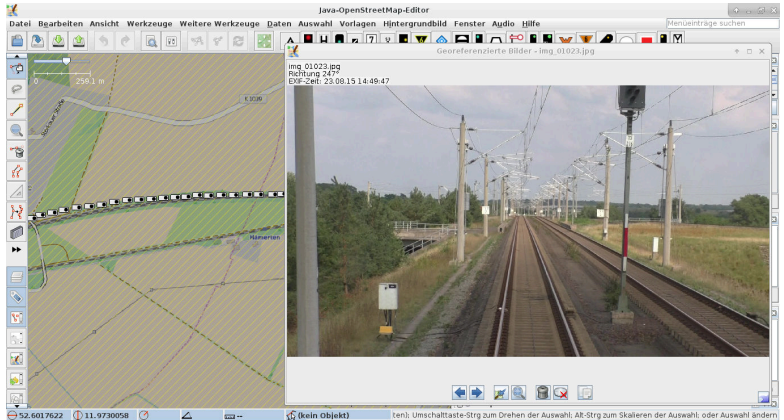 Java-OpenStreetMap-Editor
Datei Bearbeiten Ansicht Werkzeuge Weitere Werkzeuge Daten Auswahl Vorlagen Hintergrundbild Fenster Audio Hilfe
Menüeinträge suchen
Georeferenzierte Bilder - img_01023.jpg
img_01023.jpg
Richtung 247°
EXIF-Zeit: 23.08.15 14:49:47
0 259.1 m
K 1039
Hämerten
52.6017622 11.9730058 -- (kein Objekt) ten); Umschalttaste-Strg zum Drehen der Auswahl; Alt-Strg zum Skalieren der Auswahl; oder Auswahl ändern